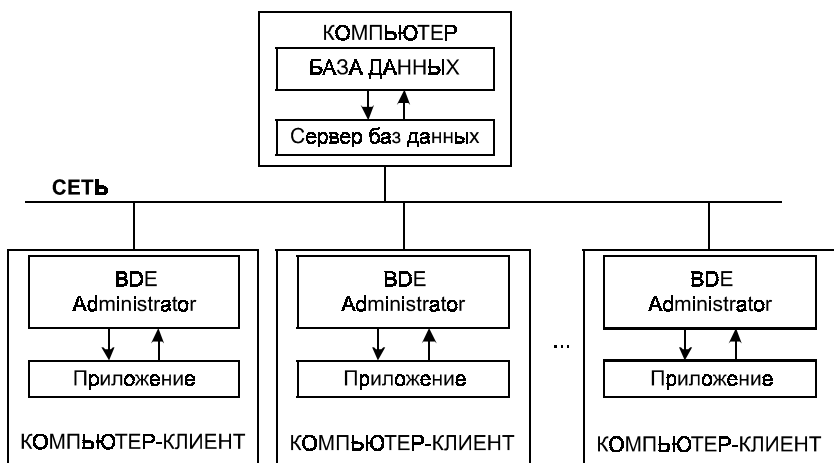 КОМПЬЮТЕР
БАЗА ДАННЫХ
Сервер баз данных
СЕТЬ
BDE
Administrator
Приложение
КОМПЬЮТЕР-КЛИЕНТ
BDE
Administrator
Приложение
КОМПЬЮТЕР-КЛИЕНТ
...
BDE
Administrator
Приложение
КОМПЬЮТЕР-КЛИЕНТ